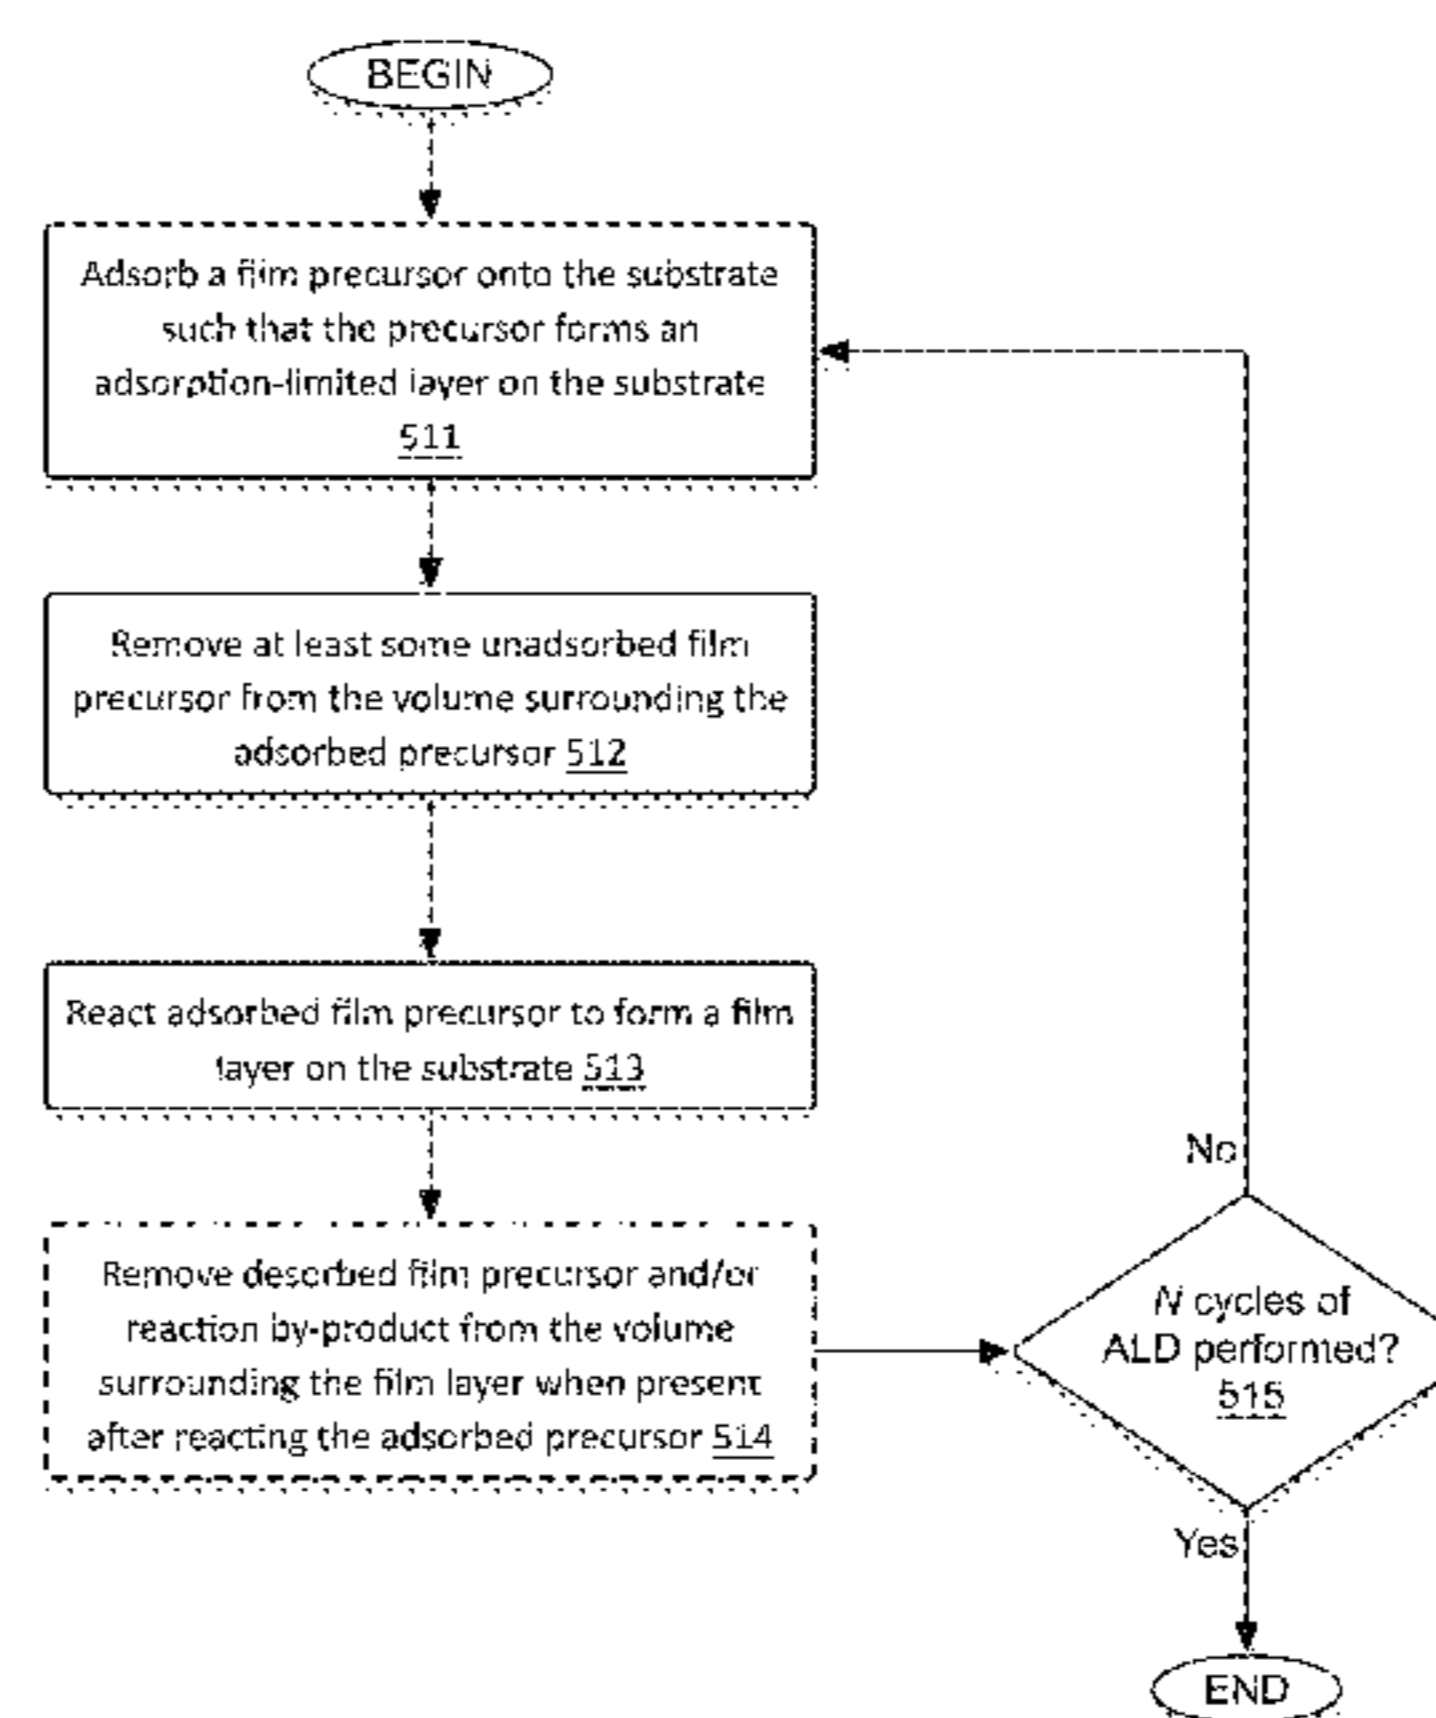 BEGIN
Adsorb a film precursor onto the substrate
such that the precursor forms an
adsorption-limited layer on the substrate
511
Remove at least some unadsorbed film
precursor from the volume surrounding the
adsorbed precursor 512
React adsorbed film precursor to form a film
layer on the substrate 513
Remove desorbed film precursor and/or
reaction by-product from the volume
surrounding the film layer when present
after reacting the adsorbed precursor 514
No
N cycles of
ALD performed?
515
Yes
END